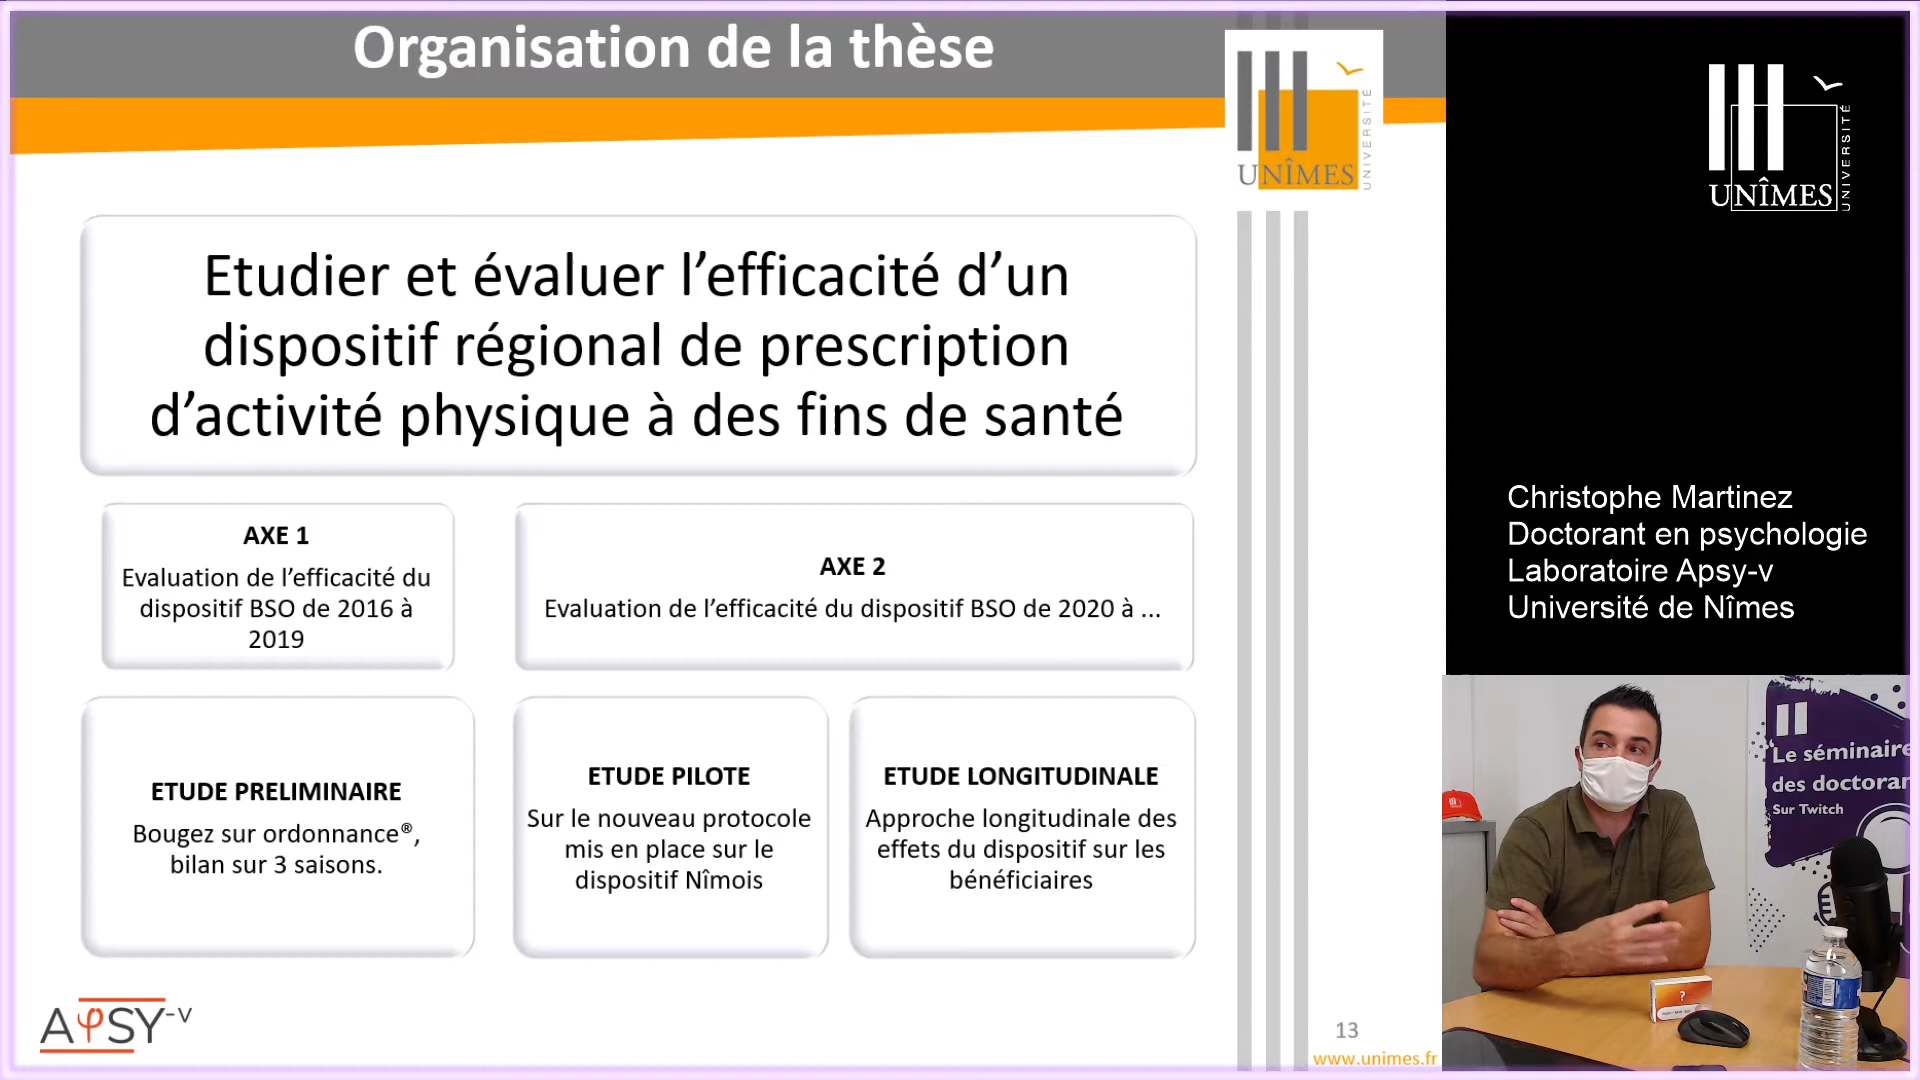 Organisation de la thèse
UNÎMES
UNIVERSITÉ
Etudier et évaluer l’efficacité d’un
dispositif régional de prescription
d’activité physique à des fins de santé
AXE 1
Evaluation de l’efficacité du
dispositif BSO de 2016 à
2019
AXE 2
Evaluation de l’efficacité du dispositif BSO de 2020 à ...
ETUDE PRELIMINAIRE
Bougez sur ordonnance®,
bilan sur 3 saisons.
ETUDE PILOTE
Sur le nouveau protocole
mis en place sur le
dispositif Nîmois
ETUDE LONGITUDINALE
Approche longitudinale des
effets du dispositif sur les
bénéficiaires
AφSY-V
13
www.unimes.fr
UNÎMES
UNIVERSITÉ
Christophe Martinez
Doctorant en psychologie
Laboratoire Apsy-v
Université de Nîmes
Le séminaire
des doctoran
Sur Twitch
?